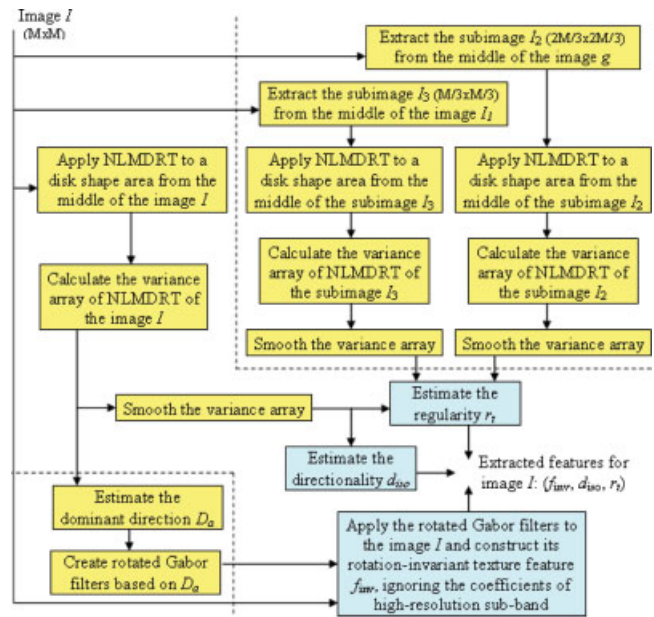 Image I
(MxM)
Extract the subimage I2 (2M/3x2M/3)
from the middle of the image g
Extract the subimage I3 (M/3xM/3)
from the middle of the image I1
Apply NLMDRT to a
disk shape area from the
middle of the image I
Apply NLMDRT to a
disk shape area from the
middle of the subimage I3
Apply NLMDRT to a
disk shape area from the
middle of the subimage I2
Calculate the variance
array of NLMDRT of
the image I
Calculate the variance
array of NLMDRT of
the subimage I3
Calculate the variance
array of NLMDRT of
the subimage I2
Smooth the variance array
Smooth the variance array
Smooth the variance array
Estimate the
regularity rt
Estimate the
directionality diso
Extracted features for
image I: (finv, diso, rt)
Estimate the
dominant direction Da
Create rotated Gabor
filters based on Da
Apply the rotated Gabor filters to
the image I and construct its
rotation-invariant texture feature
finv, ignoring the coefficients of
high-resolution sub-band